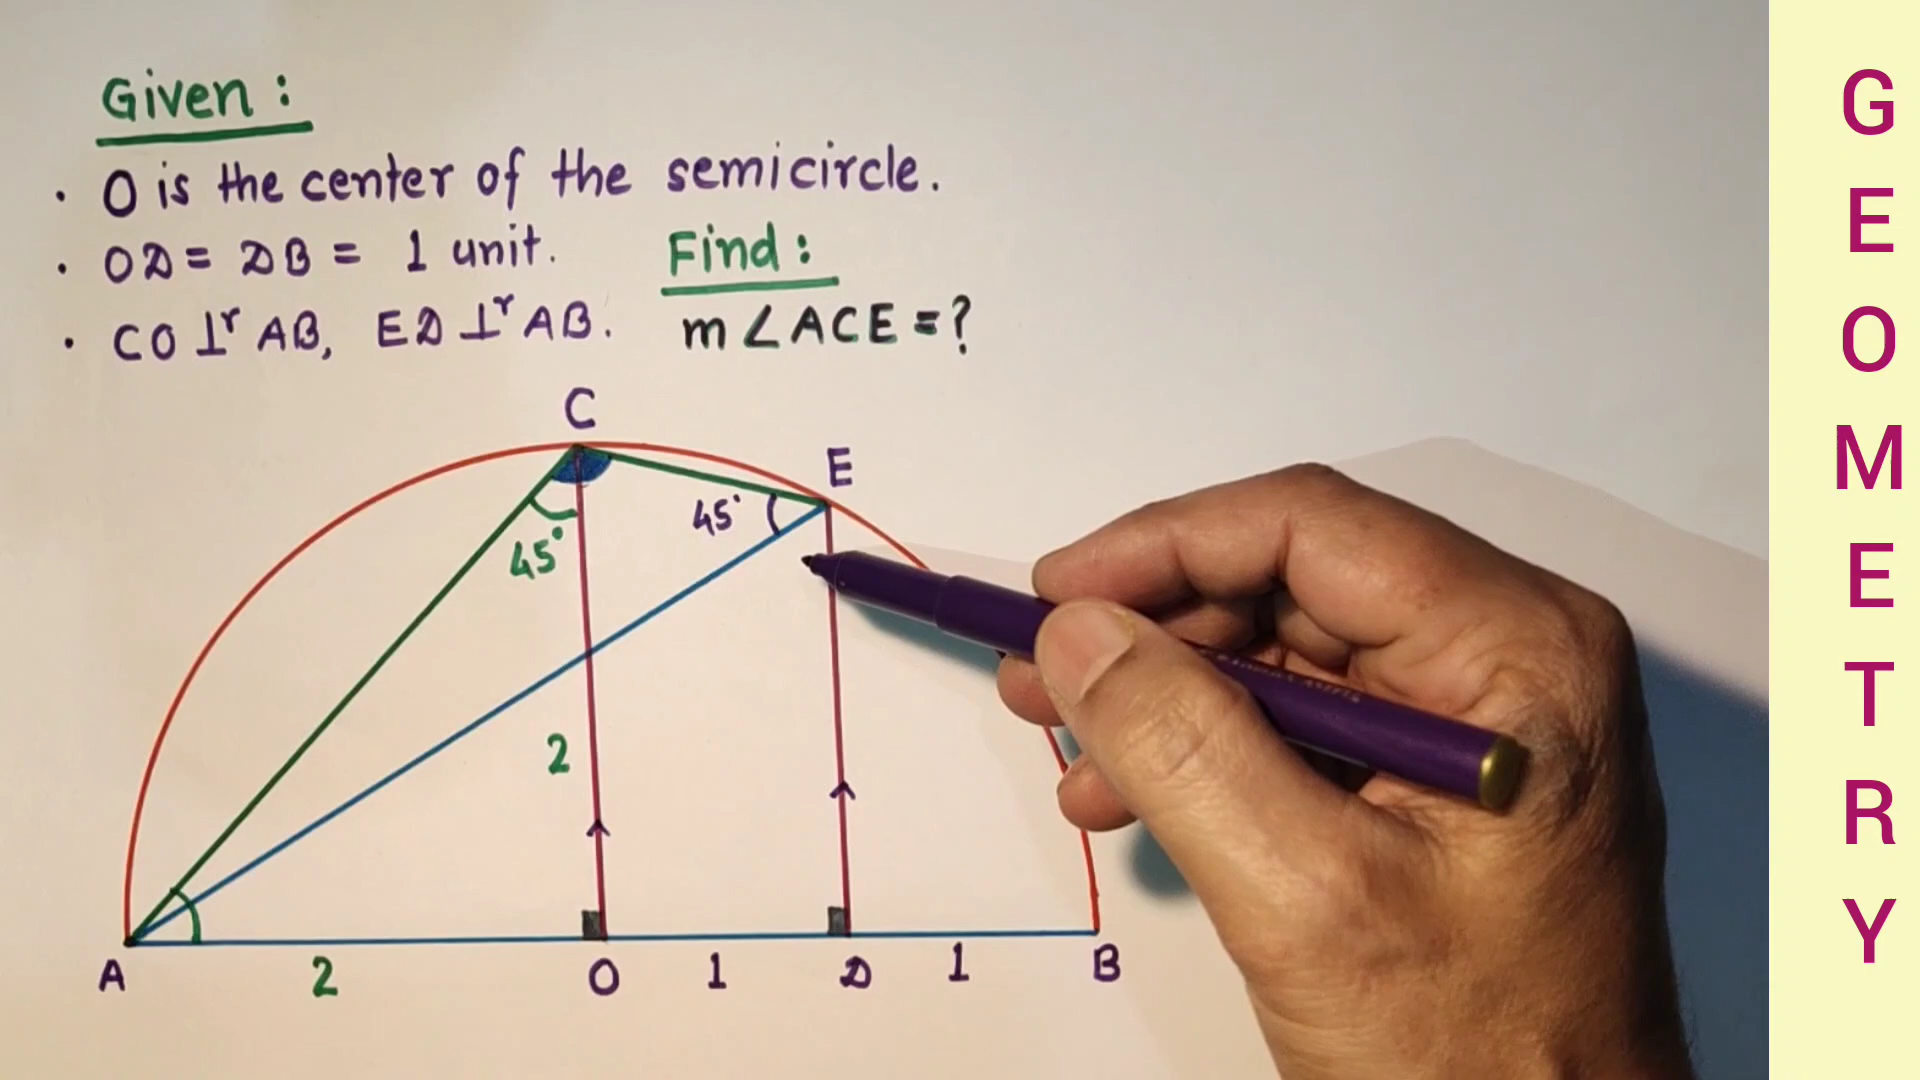 Given :
• O is the center of the semicircle.
• OD = DB = 1 unit.
Find :
• CO ⊥ʳ AB, ED ⊥ʳ AB.
m∠ACE = ?
C
E
45°
45°
2
A
2
O
1
D
1
B
GEOMETRY